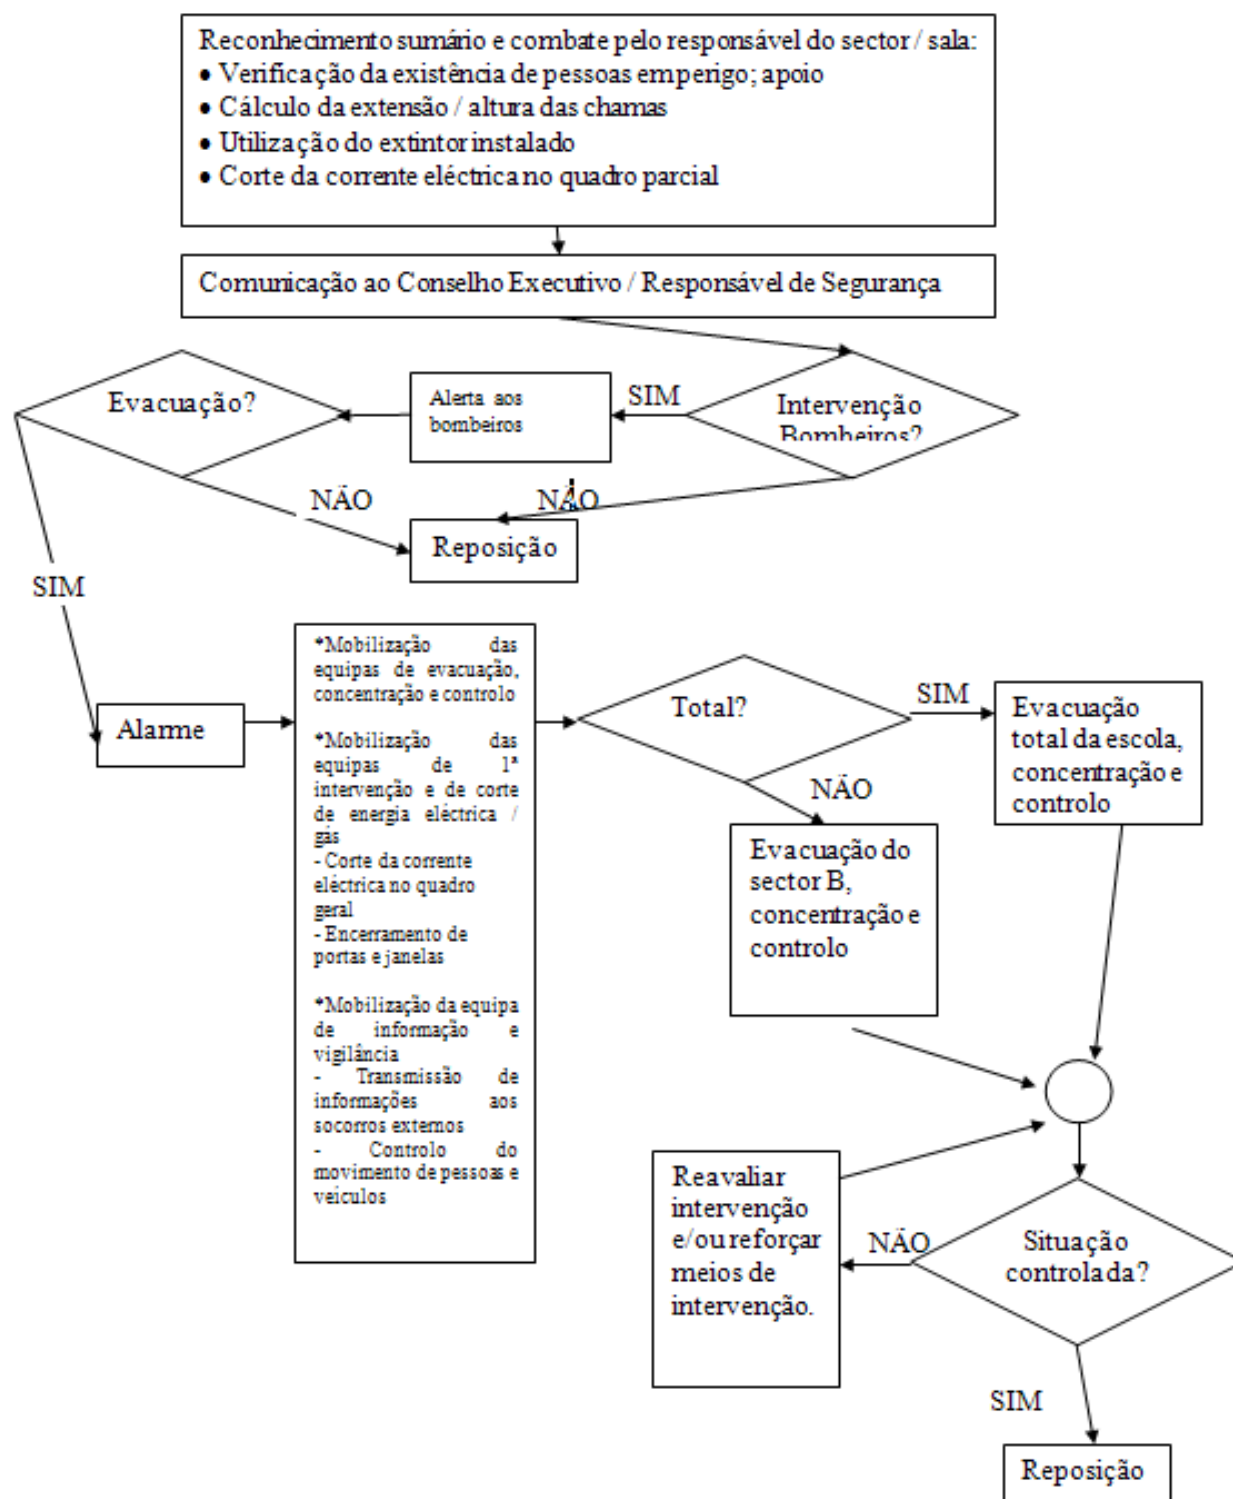 Reconhecimento sumário e combate pelo responsável do sector / sala:
• Verificação da existência de pessoas em perigo; apoio
• Cálculo da extensão / altura das chamas
• Utilização do extintor instalado
• Corte da corrente eléctrica no quadro parcial
Comunicação ao Conselho Executivo / Responsável de Segurança
Evacuação?
Alerta aos
bombeiros
SIM
Intervenção
Bombeiros?
NÃO
NÃO
Reposição
SIM
Alarme
*Mobilização das
equipas de evacuação,
concentração e controlo
*Mobilização das
equipas de 1ª
intervenção e de corte
de energia eléctrica /
gás
- Corte da corrente
eléctrica no quadro
geral
- Encerramento de
portas e janelas
*Mobilização da equipa
de informação e
vigilância
- Transmissão de
informações aos
socorros externos
- Controlo do
movimento de pessoas e
veículos
Total?
SIM
Evacuação
total da escola,
concentração e
controlo
NÃO
Evacuação do
sector B,
concentração e
controlo
Reavaliar
intervenção
e/ou reforçar
meios de
intervenção.
NÃO
Situação
controlada?
SIM
Reposição